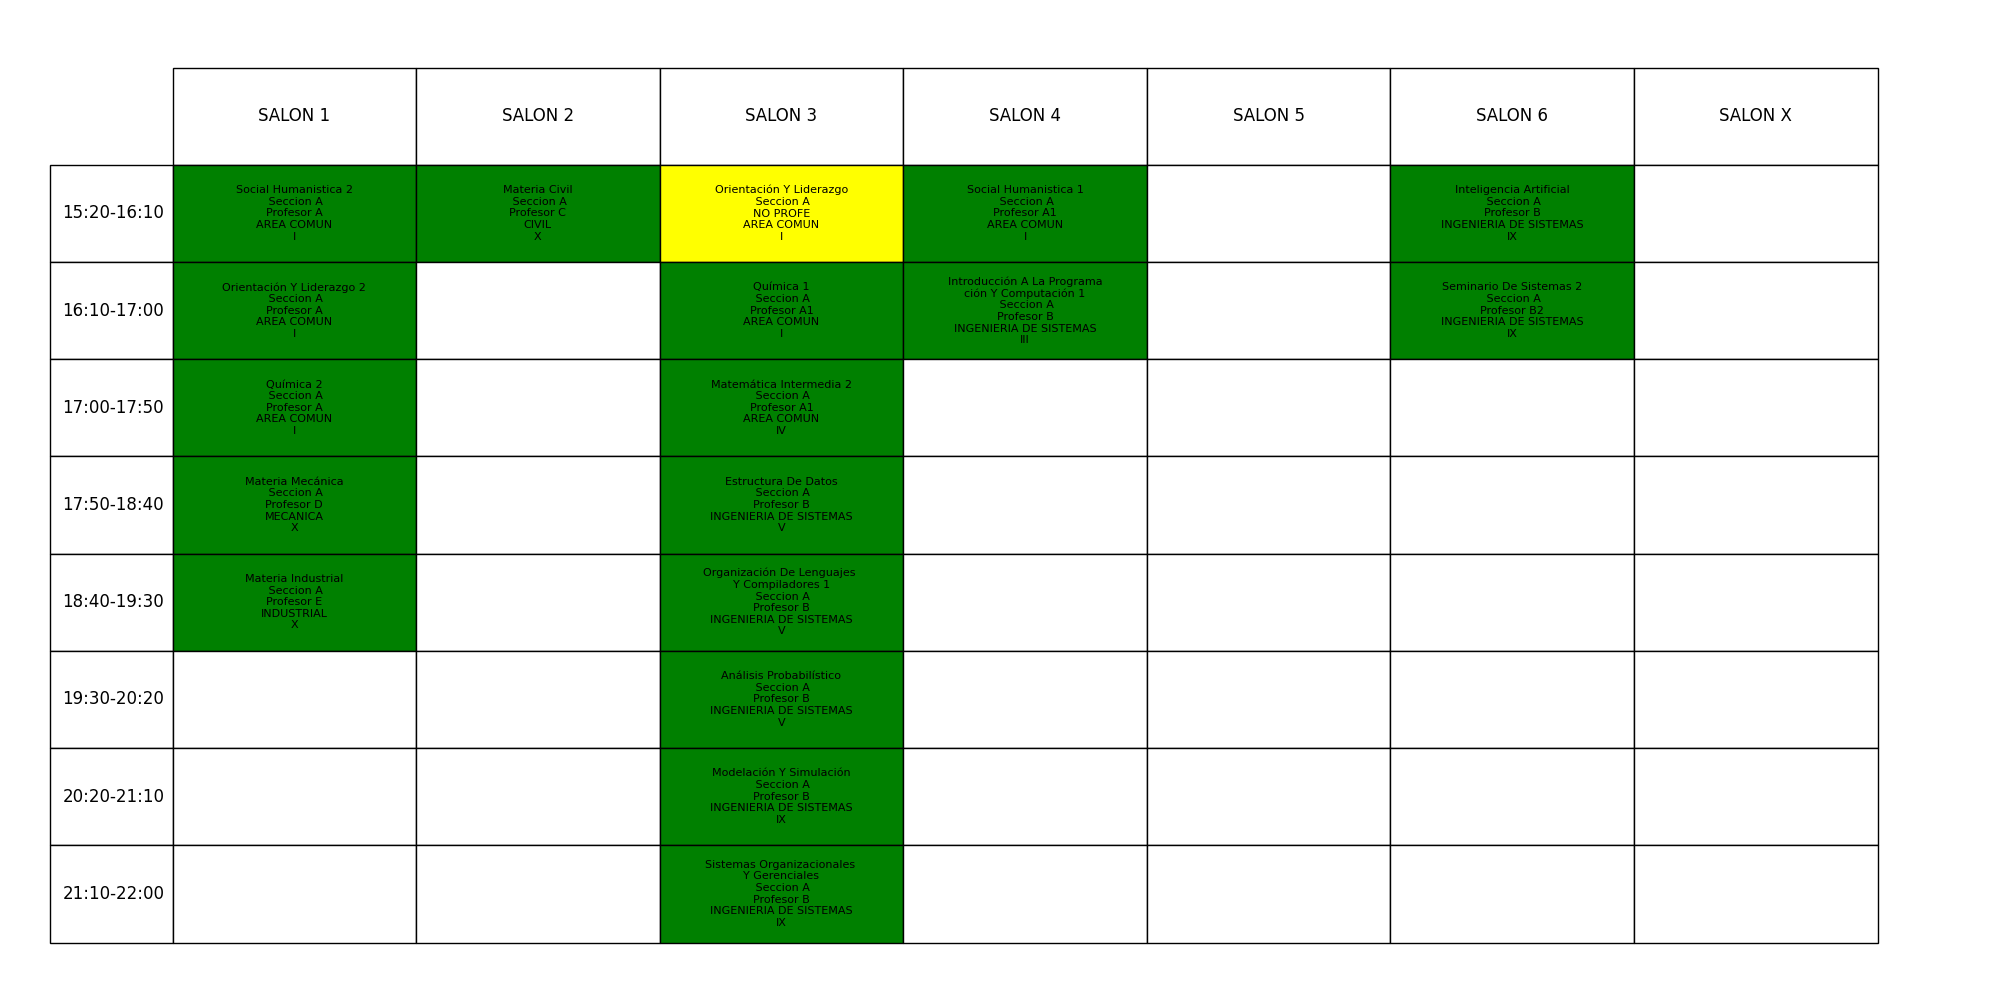 SALON 1
SALON 2
SALON 3
SALON 4
SALON 5
SALON 6
SALON X
15:20-16:10
Social Humanistica 2
Seccion A
Profesor A
AREA COMUN
I
Materia Civil
Seccion A
Profesor C
CIVIL
X
Orientación Y Liderazgo
Seccion A
NO PROFE
AREA COMUN
I
Social Humanistica 1
Seccion A
Profesor A1
AREA COMUN
I
Inteligencia Artificial
Seccion A
Profesor B
INGENIERIA DE SISTEMAS
IX
16:10-17:00
Orientación Y Liderazgo 2
Seccion A
Profesor A
AREA COMUN
I
Química 1
Seccion A
Profesor A1
AREA COMUN
I
Introducción A La Programa
ción Y Computación 1
Seccion A
Profesor B
INGENIERIA DE SISTEMAS
III
Seminario De Sistemas 2
Seccion A
Profesor B2
INGENIERIA DE SISTEMAS
IX
17:00-17:50
Química 2
Seccion A
Profesor A
AREA COMUN
I
Matemática Intermedia 2
Seccion A
Profesor A1
AREA COMUN
IV
17:50-18:40
Materia Mecánica
Seccion A
Profesor D
MECANICA
X
Estructura De Datos
Seccion A
Profesor B
INGENIERIA DE SISTEMAS
V
18:40-19:30
Materia Industrial
Seccion A
Profesor E
INDUSTRIAL
X
Organización De Lenguajes
Y Compiladores 1
Seccion A
Profesor B
INGENIERIA DE SISTEMAS
V
19:30-20:20
Análisis Probabilístico
Seccion A
Profesor B
INGENIERIA DE SISTEMAS
V
20:20-21:10
Modelación Y Simulación
Seccion A
Profesor B
INGENIERIA DE SISTEMAS
IX
21:10-22:00
Sistemas Organizacionales
Y Gerenciales
Seccion A
Profesor B
INGENIERIA DE SISTEMAS
IX